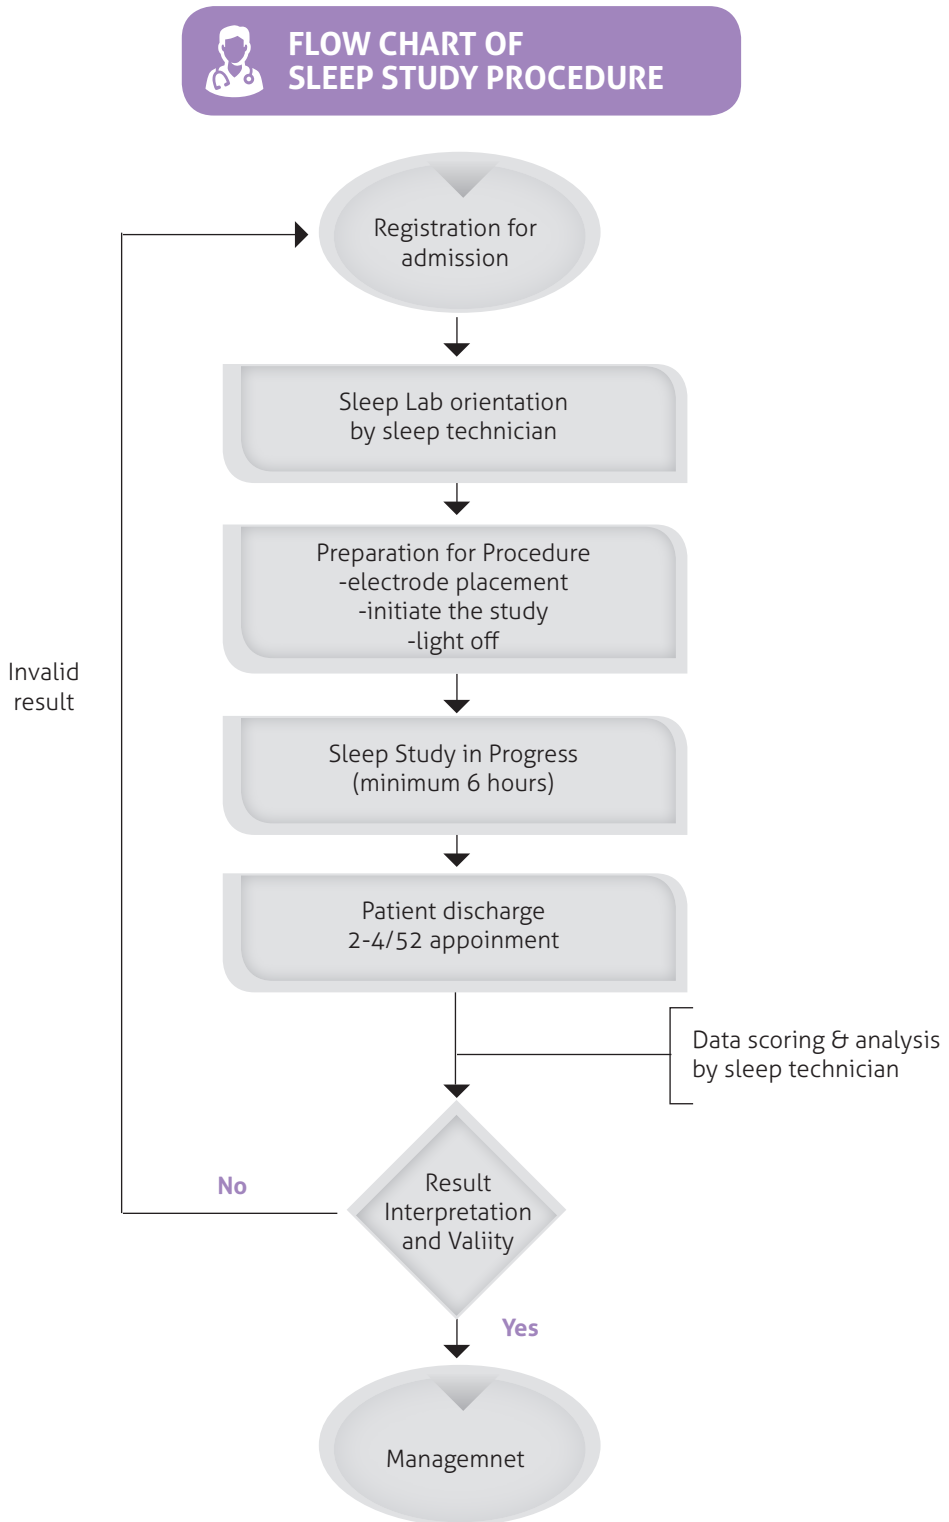 FLOW CHART OF
SLEEP STUDY PROCEDURE
Registration for
admission
Sleep Lab orientation
by sleep technician
Preparation for Procedure
-electrode placement
-initiate the study
-light off
Invalid
result
Sleep Study in Progress
(minimum 6 hours)
Patient discharge
2-4/52 appoinment
Data scoring & analysis
by sleep technician
No
Result
Interpretation
and Valiity
Yes
Managemnet